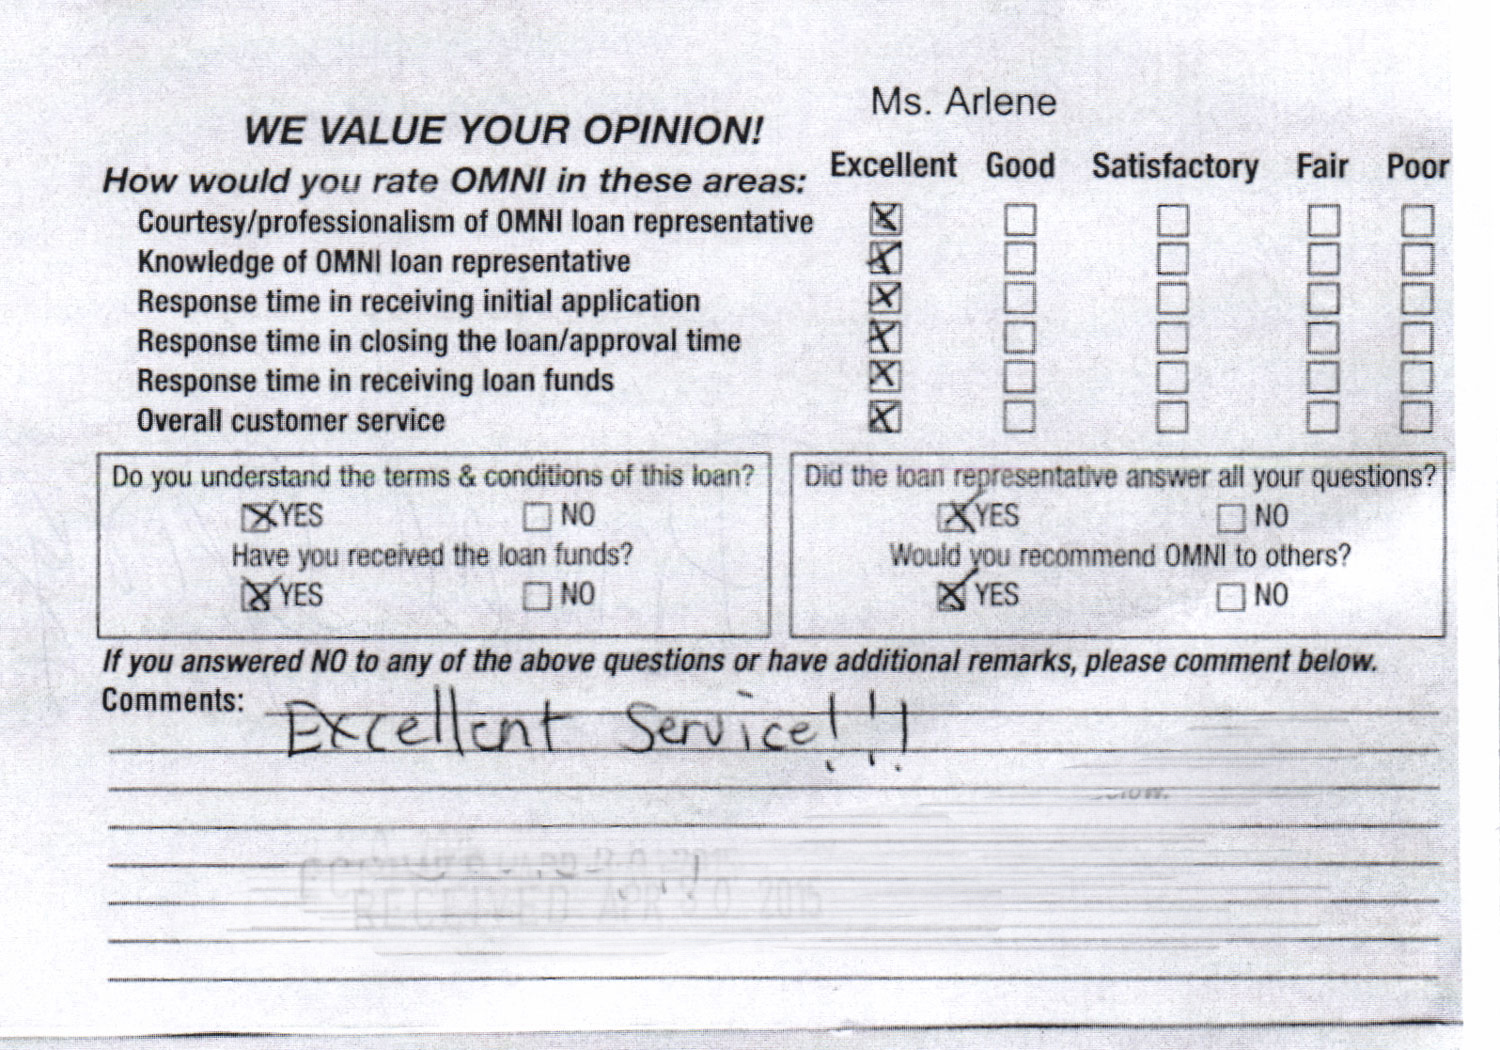 Ms. Arlene
WE VALUE YOUR OPINION!
How would you rate OMNI in these areas: Excellent Good Satisfactory Fair Poor
Courtesy/professionalism of OMNI loan representative
Knowledge of OMNI loan representative
Response time in receiving initial application
Response time in closing the loan/approval time
Response time in receiving loan funds
Overall customer service
Do you understand the terms & conditions of this loan?
YES NO
Have you received the loan funds?
YES NO
Did the loan representative answer all your questions?
YES NO
Would you recommend OMNI to others?
YES NO
If you answered NO to any of the above questions or have additional remarks, please comment below.
Comments: Excellent Service!!!
RECEIVED APR 30 2015